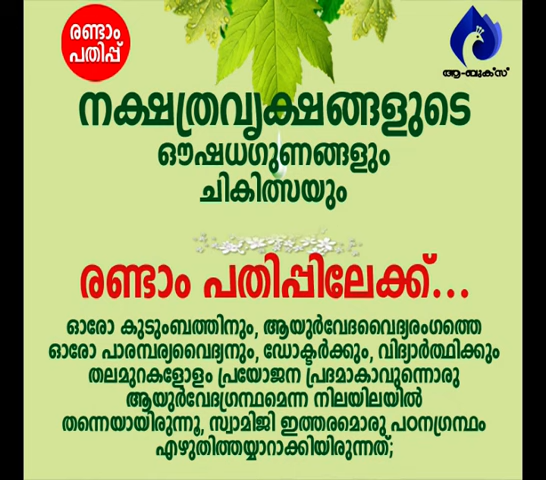 രണ്ടാം
പതിപ്പ്
ആ-ബുക്സ്
നക്ഷത്രവൃക്ഷങ്ങളുടെ
ഔഷധഗുണങ്ങളും
ചികിത്സയും
രണ്ടാം പതിപ്പിലേക്ക്...
ഓരോ കുടുംബത്തിനും, ആയുർവേദവൈദ്യരംഗത്തെ
ഓരോ പാരമ്പര്യവൈദ്യനും, ഡോക്ടർക്കും, വിദ്യാർത്ഥിക്കും
തലമുറകളോളം പ്രയോജന പ്രദമാകാവുന്നൊരു
ആയുർവേദഗ്രന്ഥമെന്ന നിലയിലയിൽ
തന്നെയായിരുന്നൂ, സ്വാമിജി ഇത്തരമൊരു പഠനഗ്രന്ഥം
എഴുതിത്തയ്യാറാക്കിയിരുന്നത്;